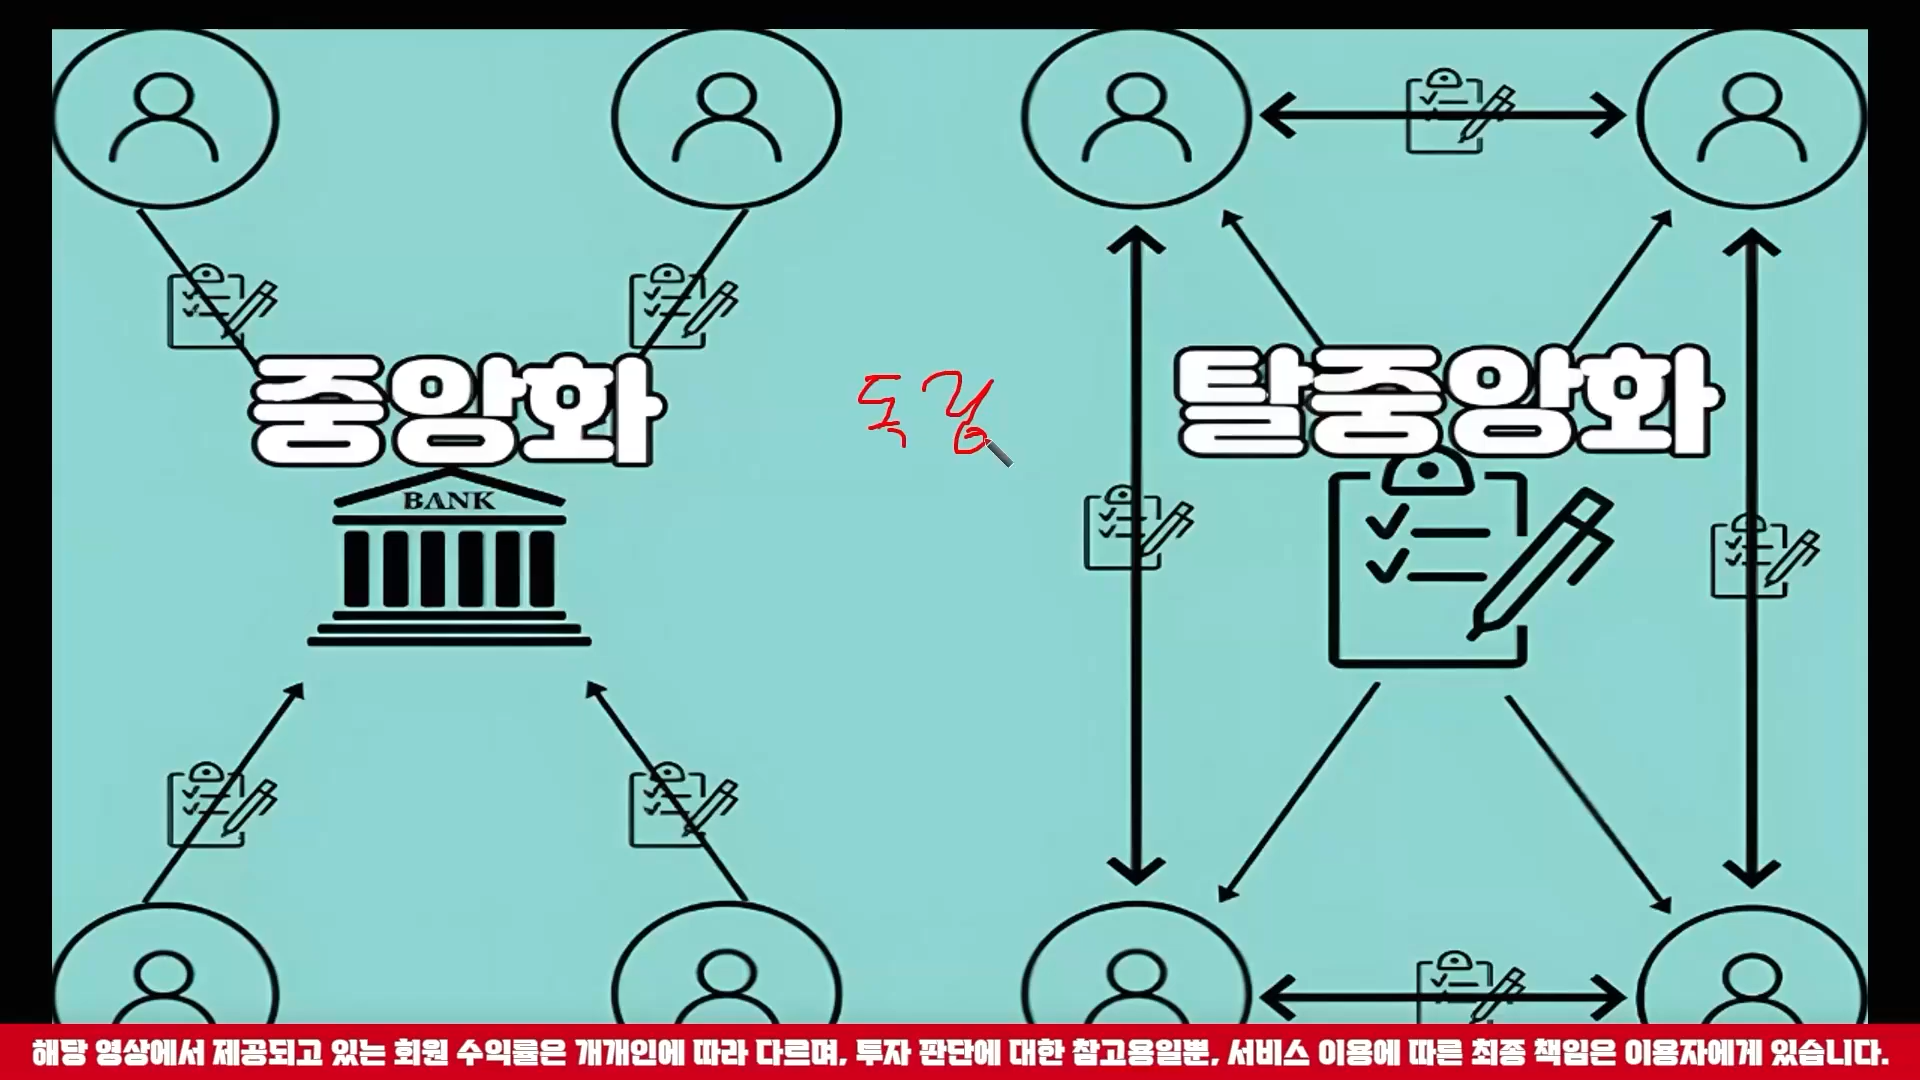 중앙화
독점
탈중앙화
BANK
해당 영상에서 제공되고 있는 회원 수익률은 개개인에 따라 다르며, 투자 판단에 대한 참고용일뿐, 서비스 이용에 따른 최종 책임은 이용자에게 있습니다.